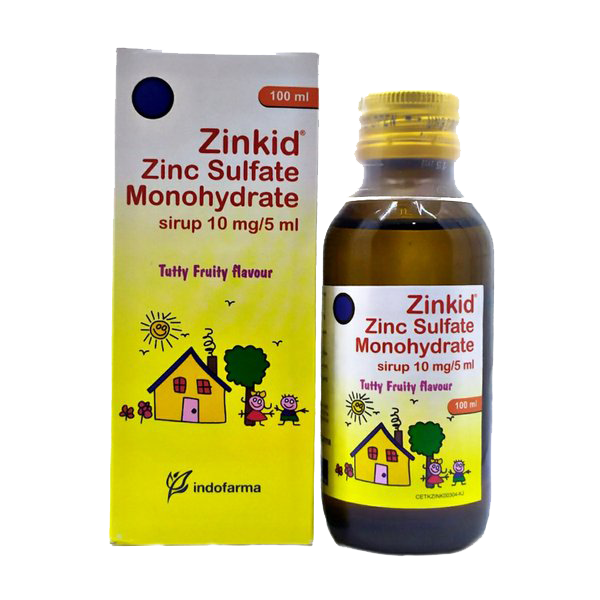 100 ml
Zinkid®
Zinc Sulfate
Monohydrate
sirup 10 mg/5 ml
Tutty Fruity flavour
indofarma
Zinkid®
Zinc Sulfate
Monohydrate
sirup 10 mg/5 ml
Tutty Fruity flavour
100 ml